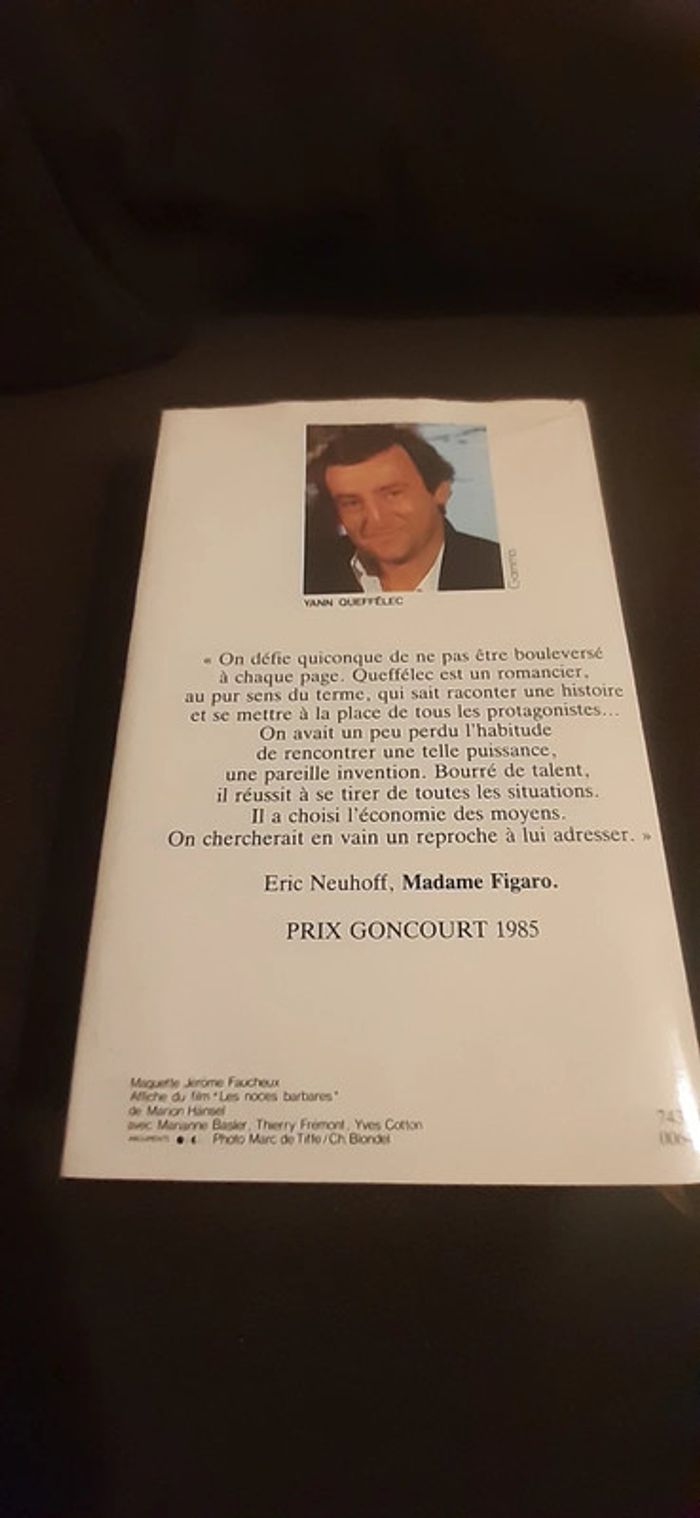 Gamma
YANN QUEFFÉLEC
« On défie quiconque de ne pas être bouleversé
à chaque page. Queffélec est un romancier,
au pur sens du terme, qui sait raconter une histoire
et se mettre à la place de tous les protagonistes...
On avait un peu perdu l'habitude
de rencontrer une telle puissance,
une pareille invention. Bourré de talent,
il réussit à se tirer de toutes les situations.
Il a choisi l'économie des moyens.
On chercherait en vain un reproche à lui adresser. »
Eric Neuhoff, Madame Figaro.
PRIX GONCOURT 1985
Maquette Jérome Faucheux
Affiche du film "Les noces barbares"
de Marion Hänsel
avec Marianne Basler, Thierry Frémont, Yves Cotton
Photo Marc de Tiffe/Ch. Blondel